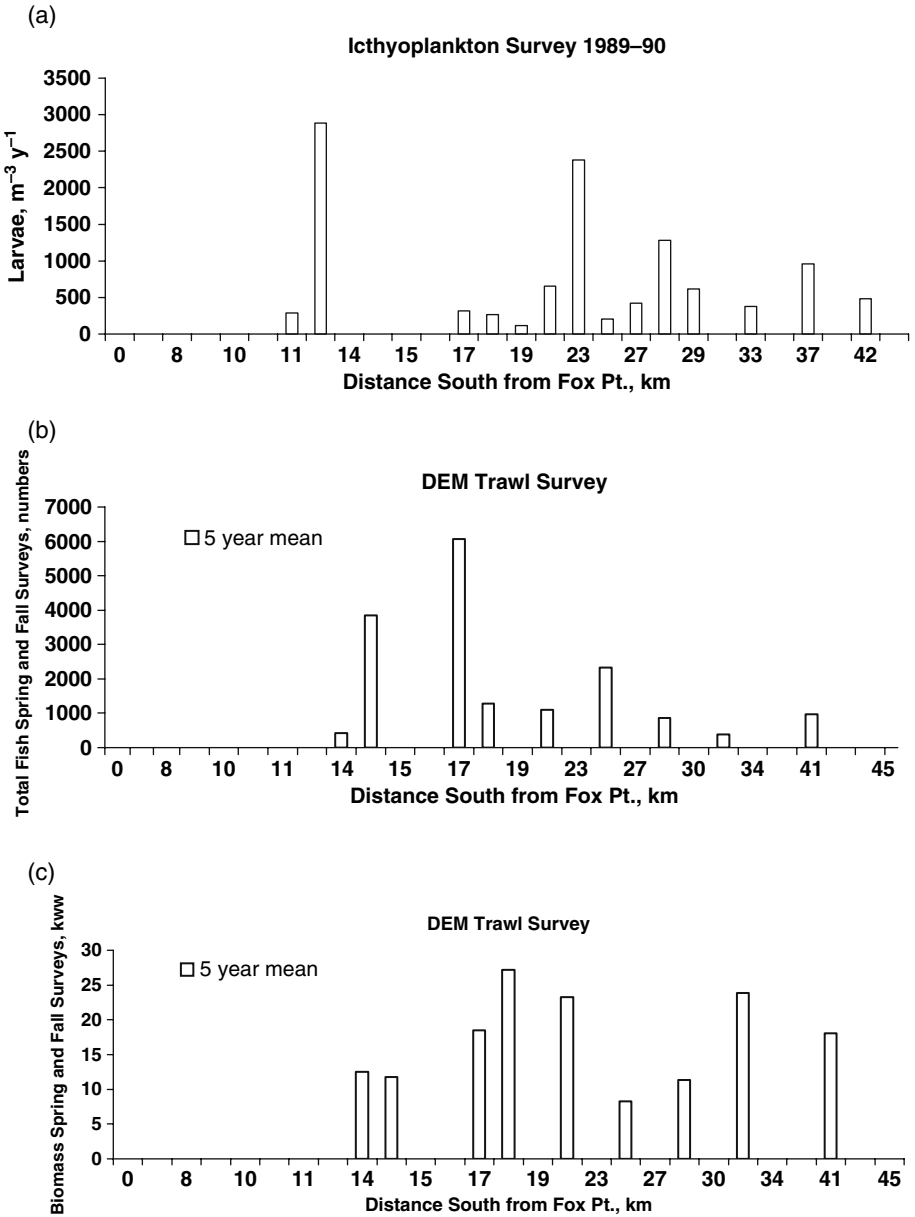 (a)
Icthyoplankton Survey 1989–90
Larvae, m⁻³ y⁻¹
3500
3000
2500
2000
1500
1000
500
0
0 8 10 11 14 15 17 19 23 27 29 33 37 42
Distance South from Fox Pt., km
(b)
DEM Trawl Survey
Total Fish Spring and Fall Surveys, numbers
7000
6000
5000
4000
3000
2000
1000
0
5 year mean
0 8 10 11 14 15 17 19 23 27 30 34 41 45
Distance South from Fox Pt., km
(c)
DEM Trawl Survey
Biomass Spring and Fall Surveys, kww
30
25
20
15
10
5
0
5 year mean
0 8 10 11 14 15 17 19 23 27 30 34 41 45
Distance South from Fox Pt., km